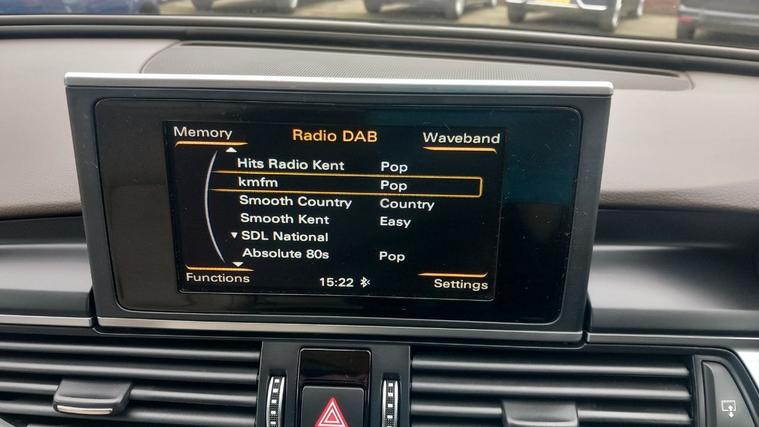 Memory Radio DAB Waveband
Hits Radio Kent Pop
kmfm Pop
Smooth Country Country
Smooth Kent Easy
SDL National
Absolute 80s Pop
Functions 15:22 Settings